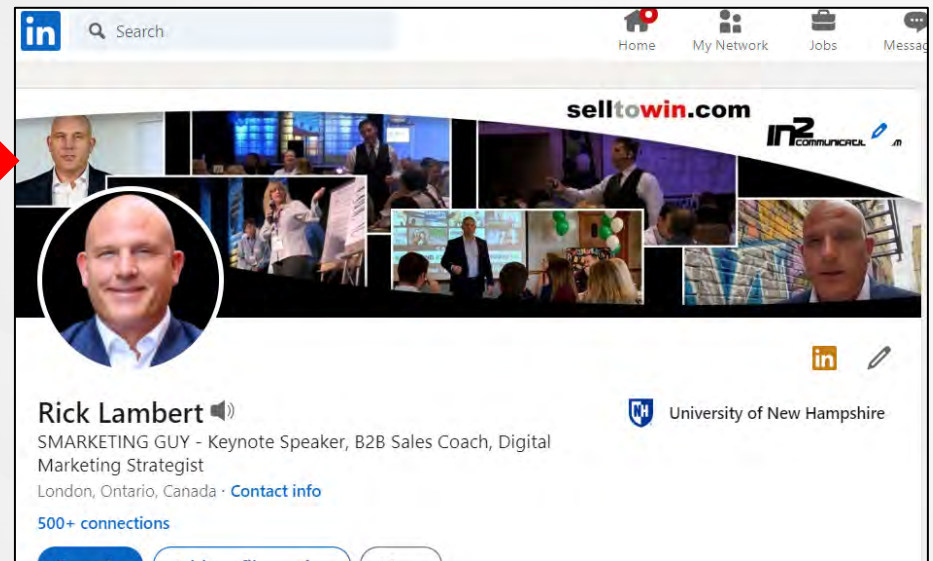 in
Search
Home
My Network
Jobs
selltowin.com
in
Rick Lambert
University of New Hampshire
SMARKETING GUY - Keynote Speaker, B2B Sales Coach, Digital
Marketing Strategist
London, Ontario, Canada · Contact info
500+ connections